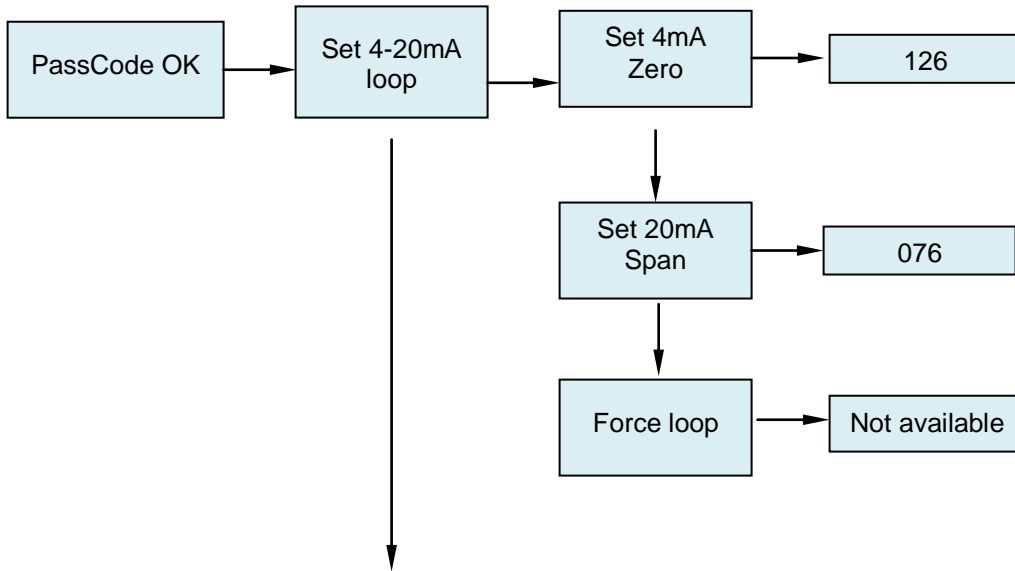 PassCode OK
Set 4-20mA
loop
Set 4mA
Zero
126
Set 20mA
Span
076
Force loop
Not available